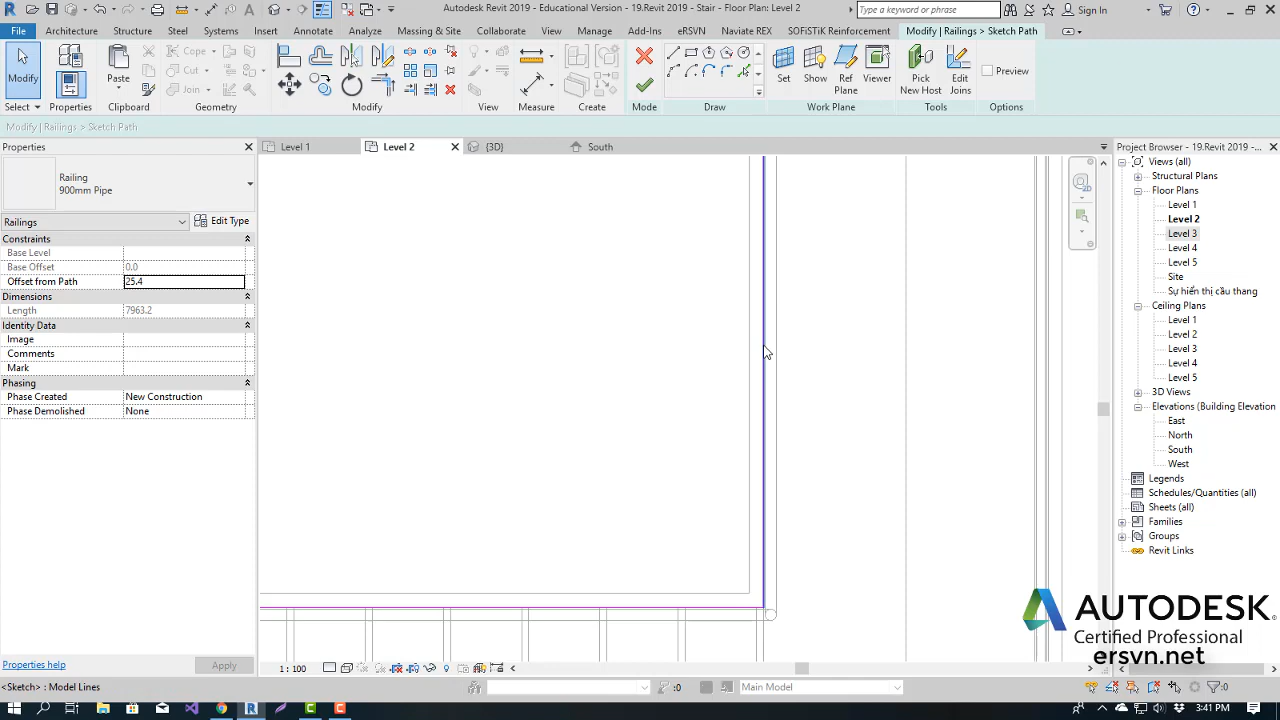 Autodesk Revit 2019 - Educational Version - 19.Revit 2019 - Star - Floor Plan: Level 2
Type a keyword or phrase
Sign In
File Architecture Structure Steel Systems Insert Annotate Analyze Massing & Site Collaborate View Manage Add-Ins eRSVN Naviate REX SOFiSTiK Reinforcement Modify | Railings > Sketch Path
Modify Paste Cope Cut Join Set Show Ref Plane Viewer Pick New Host Edit Joins Preview
Select Properties Clipboard Geometry Modify View Measure Create Mode Draw Work Plane Tools Options
Modify | Railings > Sketch Path
Properties
Level 1 Level 2 {3D} South
Project Browser - 19.Revit 2019 -...
Railing
900mm Pipe
Railings Edit Type
Constraints
Base Level
Base Offset 0.0
Offset from Path 25.4
Dimensions
Length 7963.2
Identity Data
Image
Comments
Mark
Phasing
Phase Created New Construction
Phase Demolished None
Views (all)
Structural Plans
Floor Plans
Level 1
Level 2
Level 3
Level 4
Level 5
Site
Sự hiển thị cầu thang
Ceiling Plans
Level 1
Level 2
Level 3
Level 4
Level 5
3D Views
Elevations (Building Elevation
East
North
South
West
Legends
Schedules/Quantities (all)
Sheets (all)
Families
Groups
Revit Links
AUTODESK
Certified Professional
ersvn.net
Properties help Apply
1 : 100
<Sketch> : Model Lines
:0 Main Model :0
3:41 PM